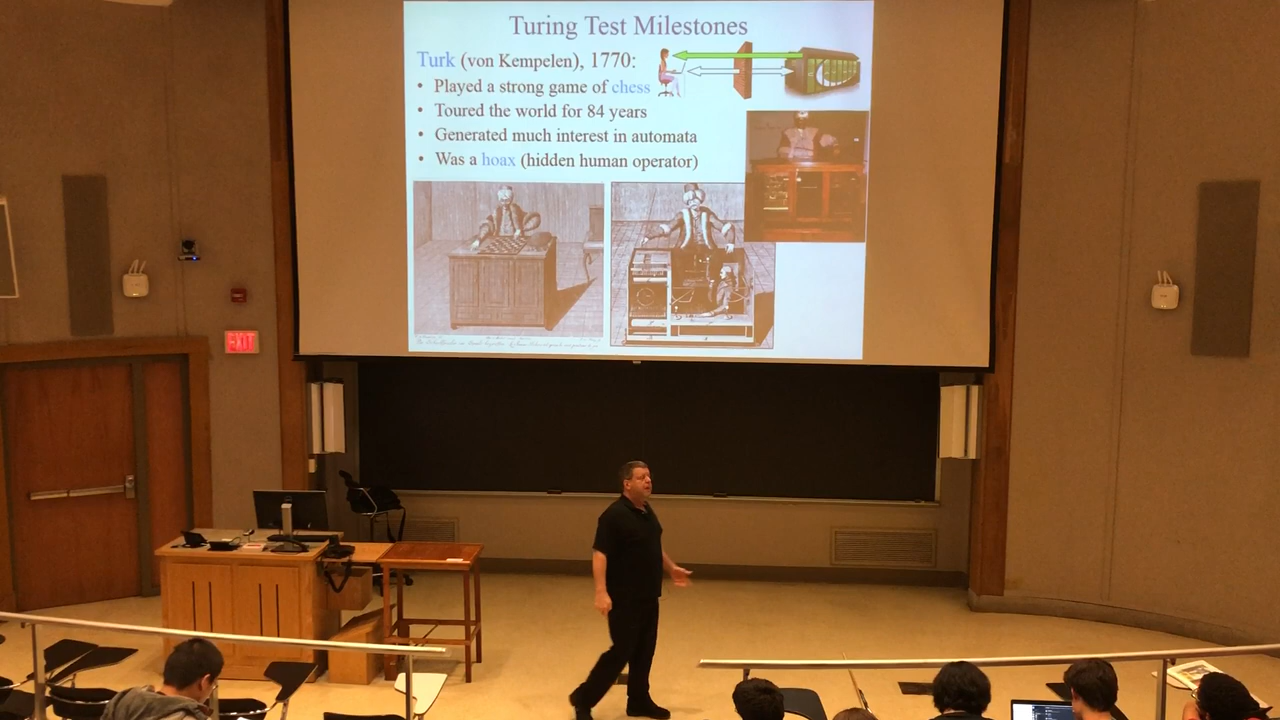 Turing Test Milestones
Turk (von Kempelen), 1770:
• Played a strong game of chess
• Toured the world for 84 years
• Generated much interest in automata
• Was a hoax (hidden human operator)
EXIT